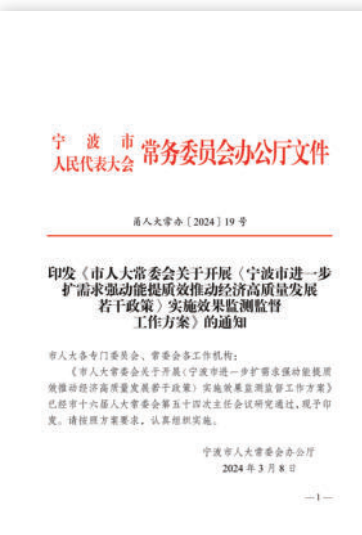 宁波市
人民代表大会 常务委员会办公厅文件
甬人大常办〔2024〕19 号
印发《市人大常委会关于开展〈宁波市进一步
扩需求强动能提质效推动经济高质量发展
若干政策〉实施效果监测监督
工作方案》的通知
市人大各专门委员会、常委会各工作机构：
《市人大常委会关于开展〈宁波市进一步扩需求强动能提质
效推动经济高质量发展若干政策〉实施效果监测监督工作方案》
已经市十六届人大常委会第五十四次主任会议研究通过，现予印
发。请按照方案要求，认真组织实施。
宁波市人大常委会办公厅
2024 年 3 月 8 日
—1—